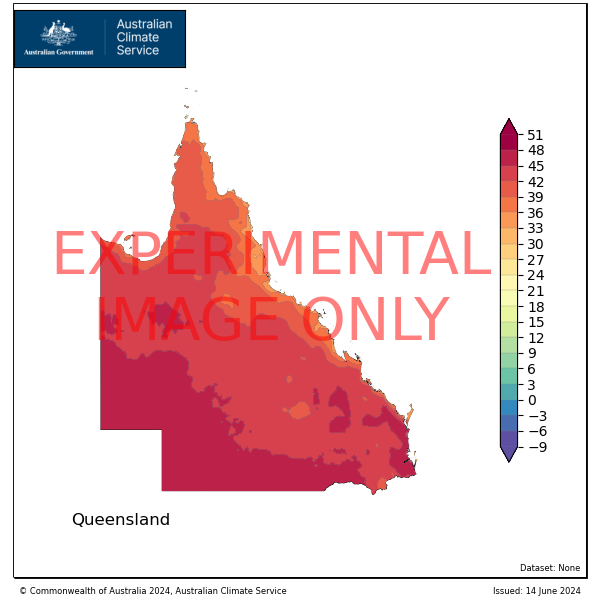 Australian Government
Australian
Climate
Service
EXPERIMENTAL
IMAGE ONLY
51
48
45
42
39
36
33
30
27
24
21
18
15
12
9
6
3
0
−3
−6
−9
Queensland
Dataset: None
© Commonwealth of Australia 2024, Australian Climate Service
Issued: 14 June 2024